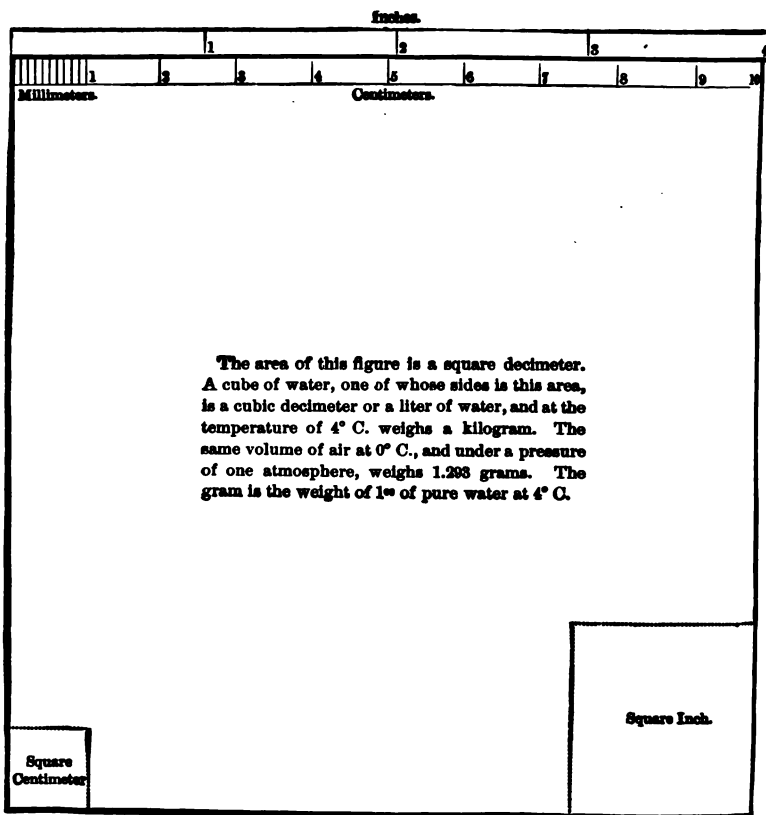 Inches.
1 2 3 4
1 2 3 4 5 6 7 8 9 10
Millimeters. Centimeters.
The area of this figure is a square decimeter.
A cube of water, one of whose sides is this area,
is a cubic decimeter or a liter of water, and at the
temperature of 4° C. weighs a kilogram. The
same volume of air at 0° C., and under a pressure
of one atmosphere, weighs 1.293 grams. The
gram is the weight of 1cc of pure water at 4° C.
Square Inch.
Square
Centimeter